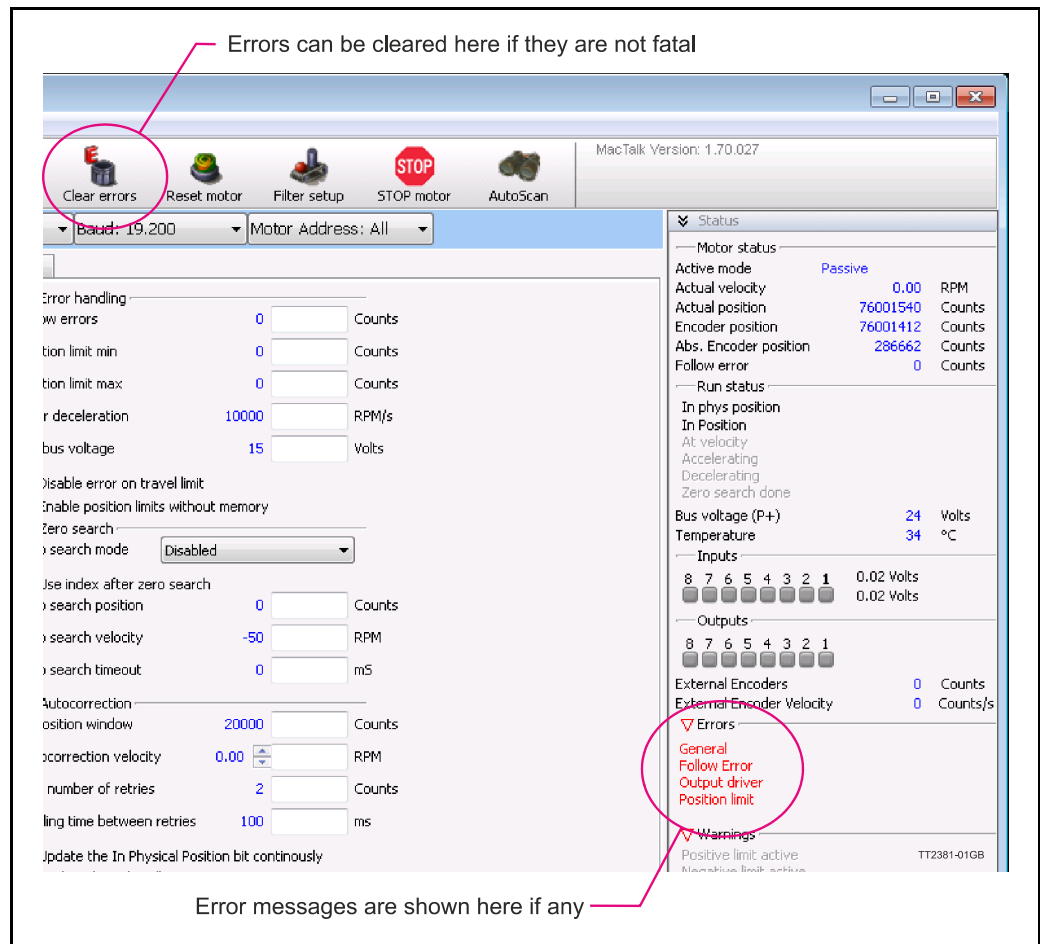 Errors can be cleared here if they are not fatal
E
Clear errors
Reset motor
Filter setup
STOP
STOP motor
AutoScan
MacTalk Version: 1.70.027
Baud: 19.200
Motor Address: All
Error handling
ow errors 0 Counts
tion limit min 0 Counts
tion limit max 0 Counts
r deceleration 10000 RPM/s
bus voltage 15 Volts
Disable error on travel limit
Enable position limits without memory
Zero search
o search mode Disabled
Use index after zero search
o search position 0 Counts
o search velocity -50 RPM
o search timeout 0 mS
Autocorrection
osition window 20000 Counts
ocorrection velocity 0.00 RPM
number of retries 2 Counts
ling time between retries 100 ms
Update the In Physical Position bit continously
Status
Motor status
Active mode Passive
Actual velocity 0.00 RPM
Actual position 76001540 Counts
Encoder position 76001412 Counts
Abs. Encoder position 286662 Counts
Follow error 0 Counts
Run status
In phys position
In Position
At velocity
Accelerating
Decelerating
Zero search done
Bus voltage (P+) 24 Volts
Temperature 34 °C
Inputs
8 7 6 5 4 3 2 1 0.02 Volts
0.02 Volts
Outputs
8 7 6 5 4 3 2 1
External Encoders 0 Counts
External Encoder Velocity 0 Counts/s
Errors
General
Follow Error
Output driver
Position limit
Warnings
Positive limit active
Negative limit active
TT2381-01GB
Error messages are shown here if any